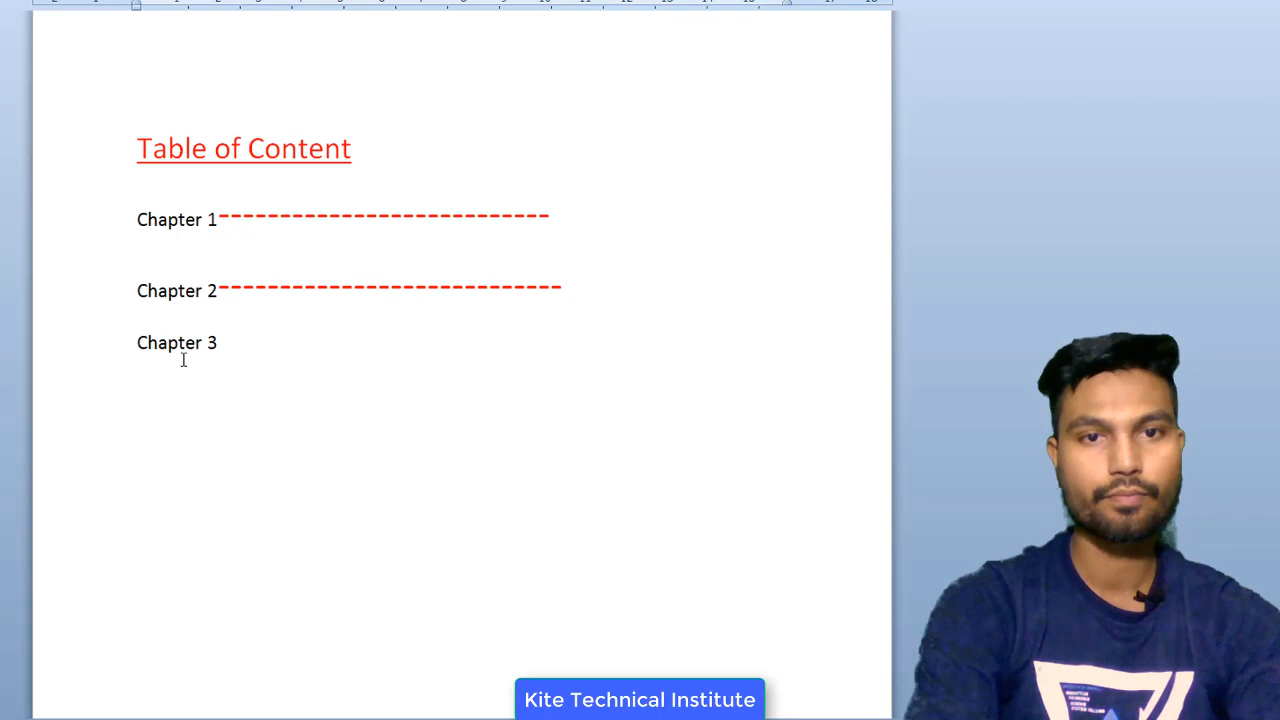 Table of Content
Chapter 1---------------------------
Chapter 2----------------------------
Chapter 3
Kite Technical Institute